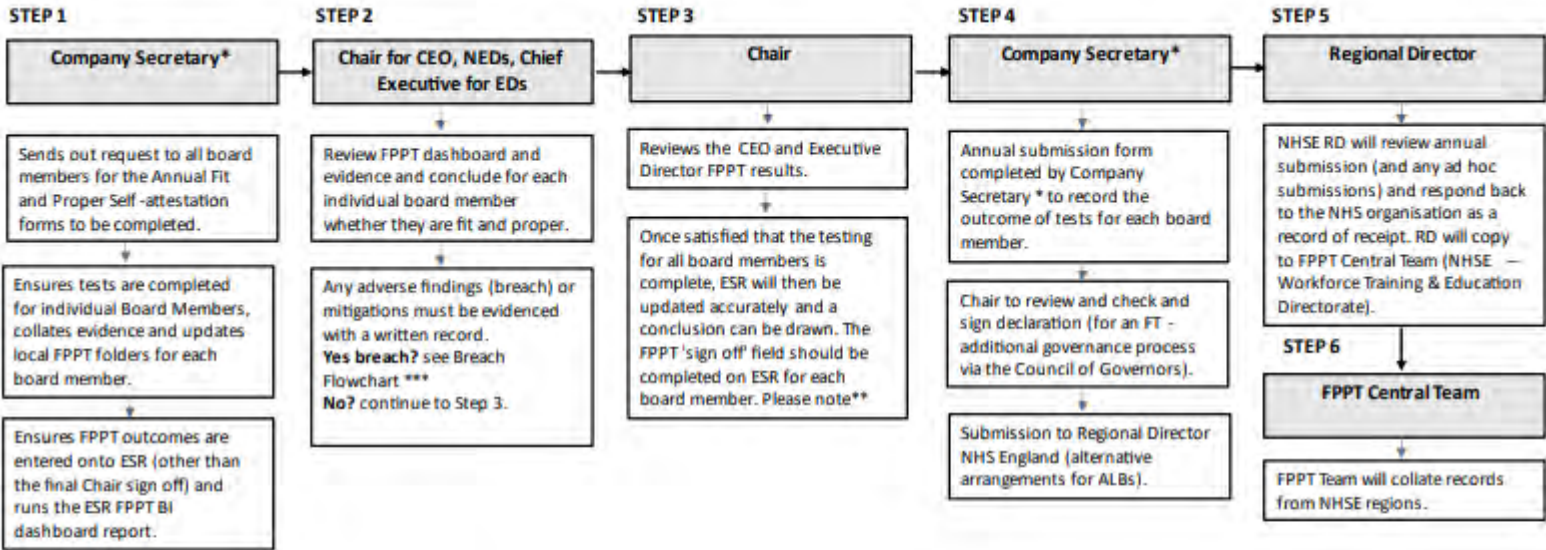 STEP 1
Company Secretary*
Sends out request to all board
members for the Annual Fit
and Proper Self -attestation
forms to be completed.
Ensures tests are completed
for individual Board Members,
collates evidence and updates
local FPPT folders for each
board member.
Ensures FPPT outcomes are
entered onto ESR (other than
the final Chair sign off) and
runs the ESR FPPT BI
dashboard report.
STEP 2
Chair for CEO, NEDs, Chief
Executive for EDs
Review FPPT dashboard and
evidence and conclude for each
individual board member
whether they are fit and proper.
Any adverse findings (breach) or
mitigations must be evidenced
with a written record.
Yes breach? see Breach
Flowchart ***
No? continue to Step 3.
STEP 3
Chair
Reviews the CEO and Executive
Director FPPT results.
Once satisfied that the testing
for all board members is
complete, ESR will then be
updated accurately and a
conclusion can be drawn. The
FPPT 'sign off' field should be
completed on ESR for each
board member. Please note**
STEP 4
Company Secretary*
Annual submission form
completed by Company
Secretary * to record the
outcome of tests for each board
member.
Chair to review and check and
sign declaration (for an FT -
additional governance process
via the Council of Governors).
Submission to Regional Director
NHS England (alternative
arrangements for ALBs).
STEP 5
Regional Director
NHSE RD will review annual
submission (and any ad hoc
submissions) and respond back
to the NHS organisation as a
record of receipt. RD will copy
to FPPT Central Team (NHSE —
Workforce Training & Education
Directorate).
STEP 6
FPPT Central Team
FPPT Team will collate records
from NHSE regions.